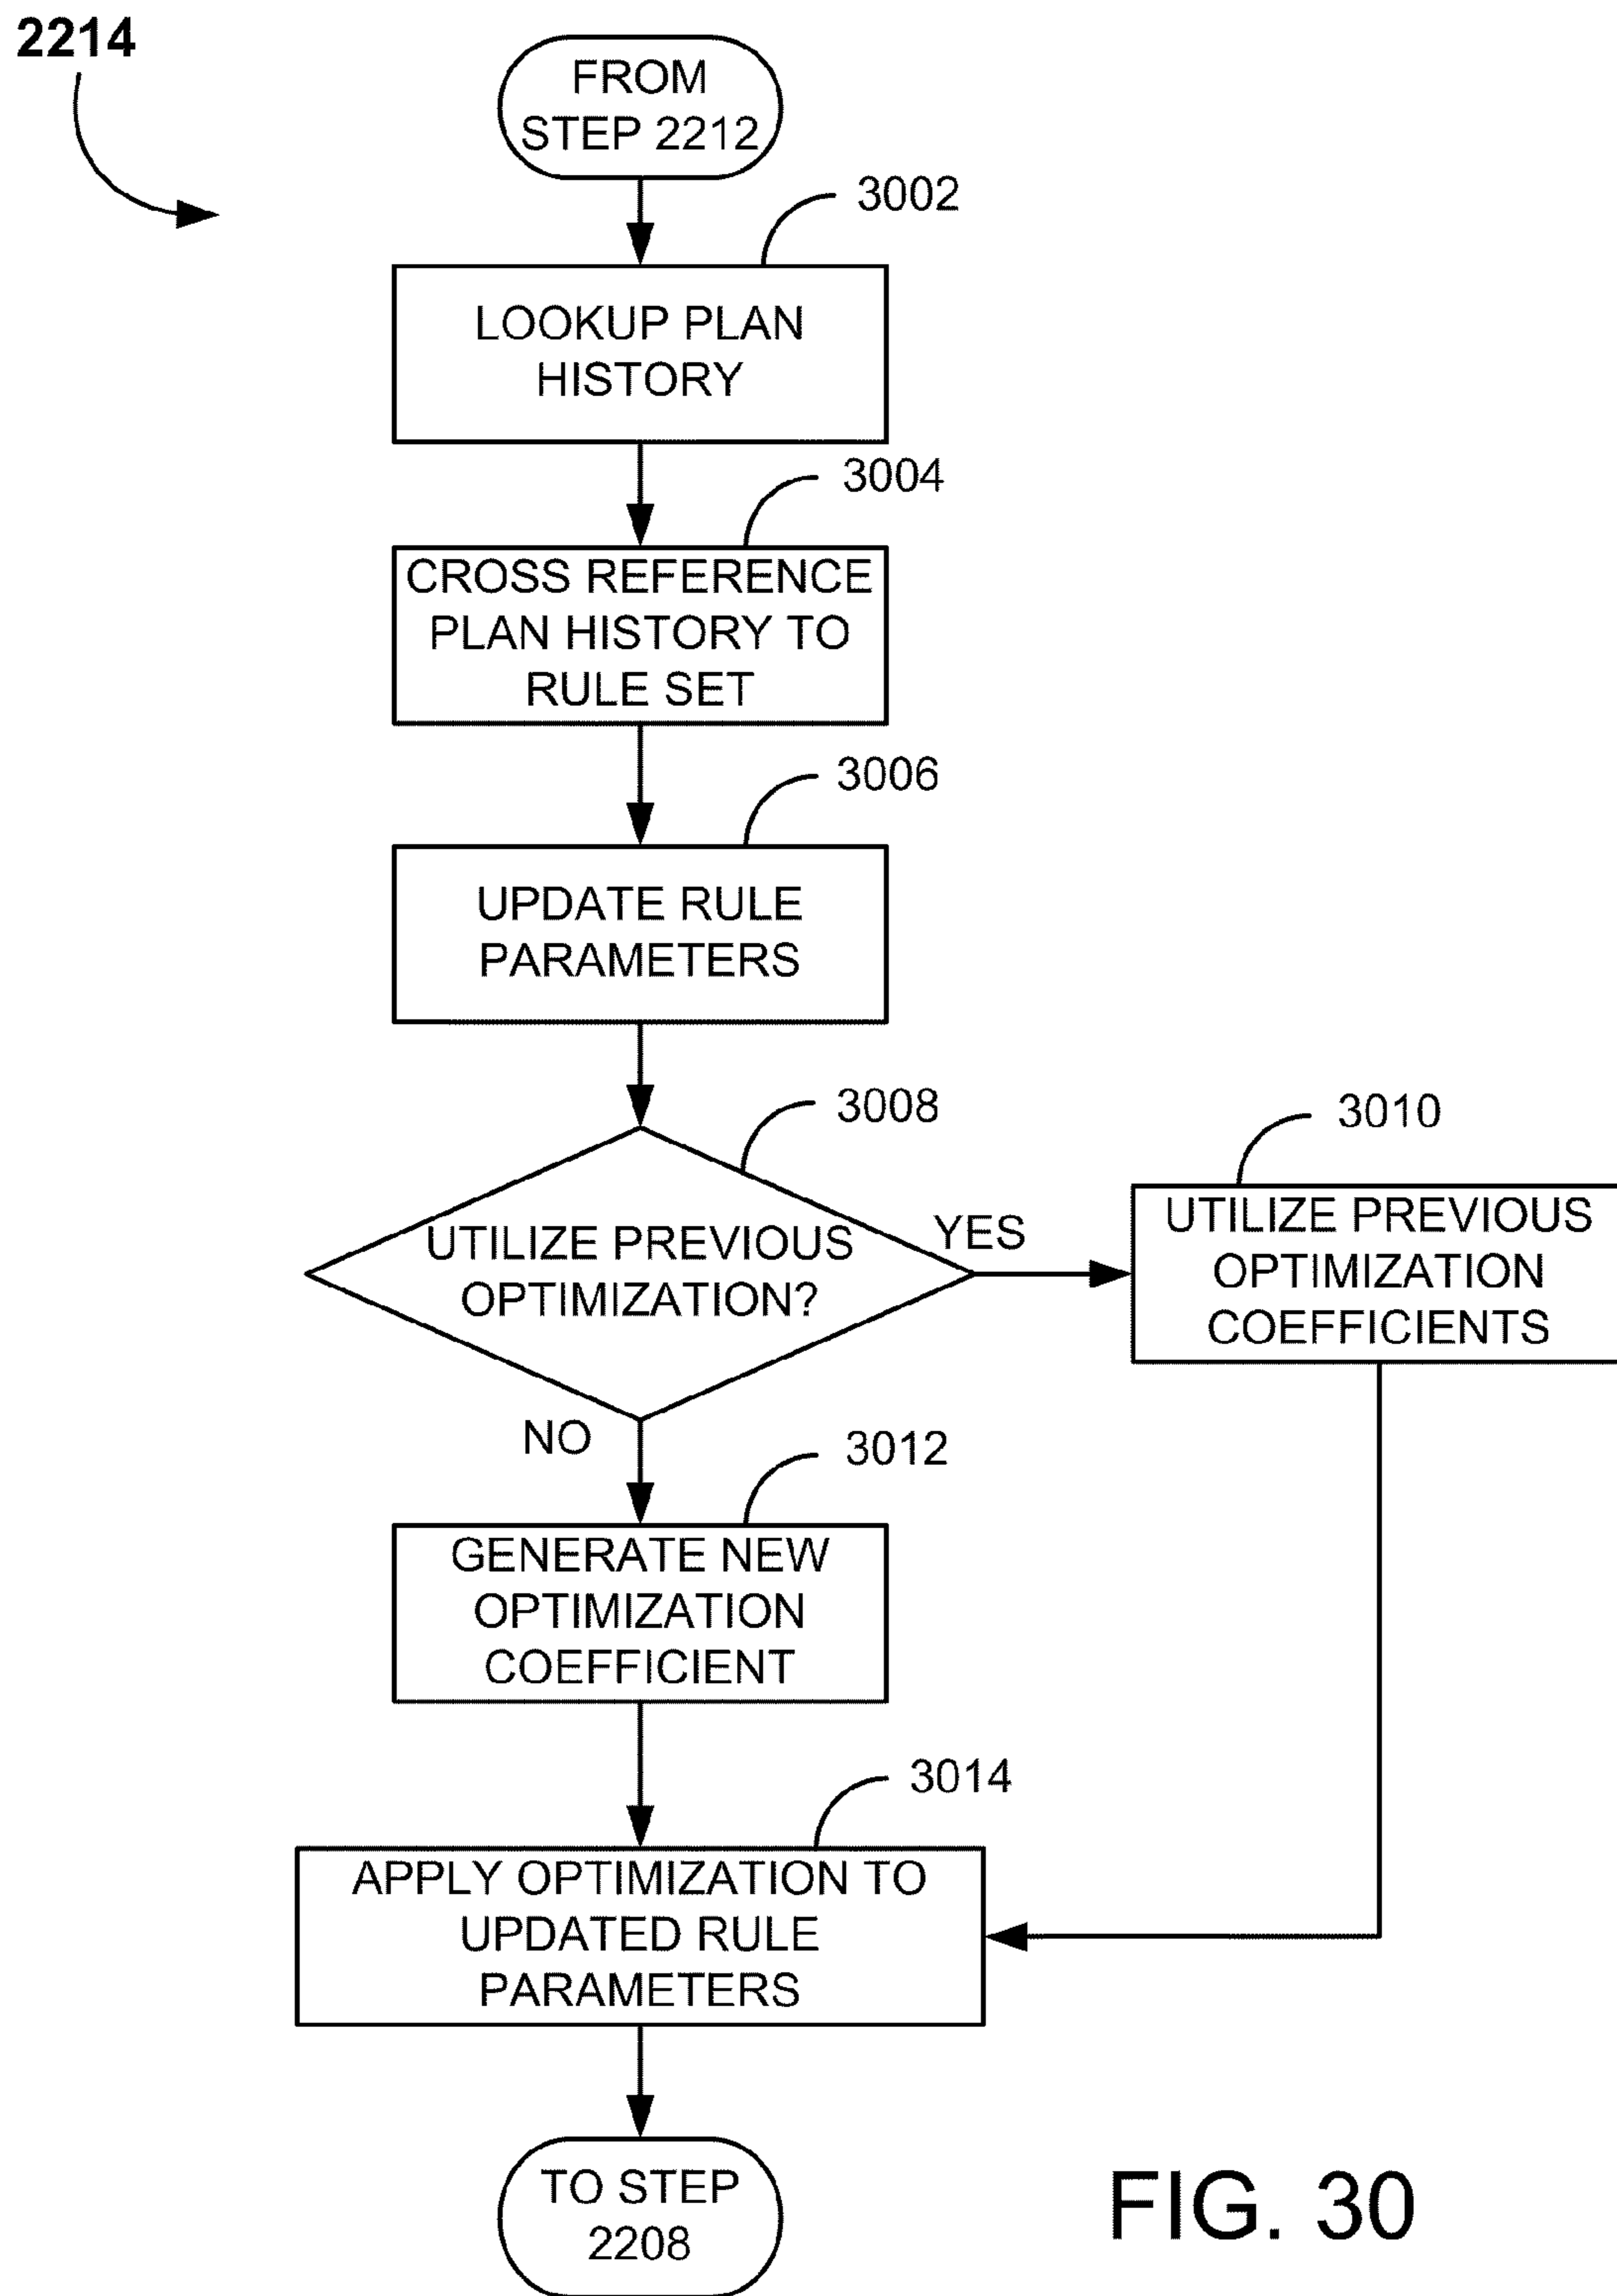 2214
FROM
STEP 2212
3002
LOOKUP PLAN
HISTORY
3004
CROSS REFERENCE
PLAN HISTORY TO
RULE SET
3006
UPDATE RULE
PARAMETERS
3008
UTILIZE PREVIOUS
OPTIMIZATION?
YES
3010
UTILIZE PREVIOUS
OPTIMIZATION
COEFFICIENTS
NO
3012
GENERATE NEW
OPTIMIZATION
COEFFICIENT
3014
APPLY OPTIMIZATION TO
UPDATED RULE
PARAMETERS
TO STEP
2208
FIG. 30